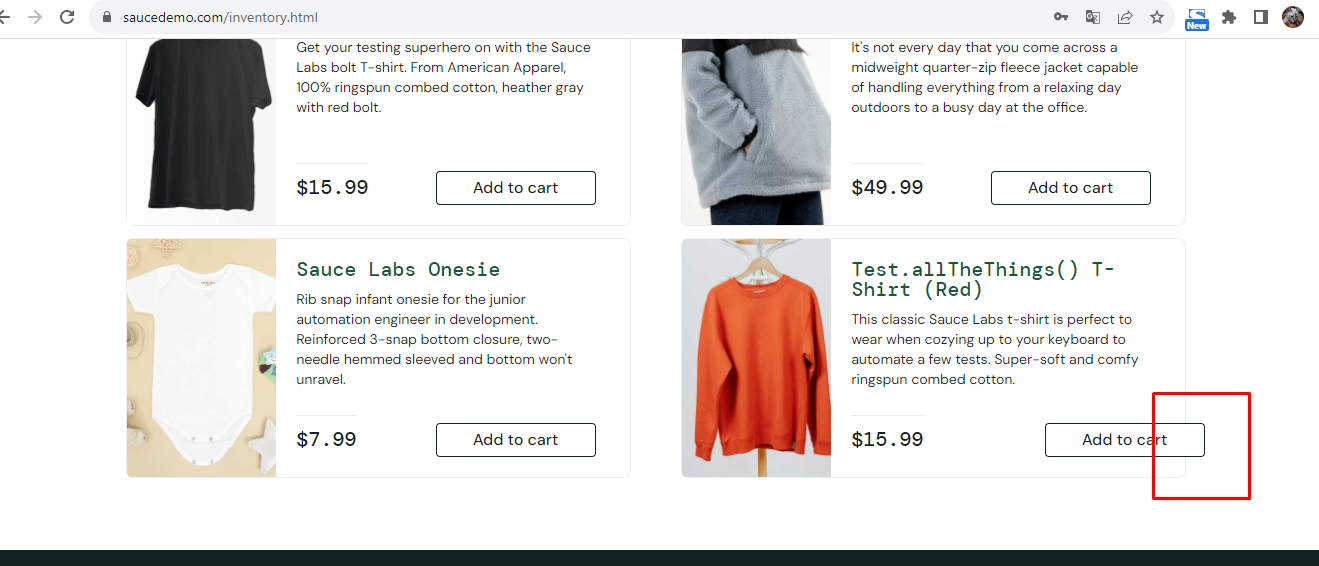 saucedemo.com/inventory.html
New
Get your testing superhero on with the Sauce
Labs bolt T-shirt. From American Apparel,
100% ringspun combed cotton, heather gray
with red bolt.
$15.99
Add to cart
It's not every day that you come across a
midweight quarter-zip fleece jacket capable
of handling everything from a relaxing day
outdoors to a busy day at the office.
$49.99
Add to cart
Sauce Labs Onesie
Rib snap infant onesie for the junior
automation engineer in development.
Reinforced 3-snap bottom closure, two-
needle hemmed sleeved and bottom won't
unravel.
$7.99
Add to cart
Test.allTheThings() T-
Shirt (Red)
This classic Sauce Labs t-shirt is perfect to
wear when cozying up to your keyboard to
automate a few tests. Super-soft and comfy
ringspun combed cotton.
$15.99
Add to cart